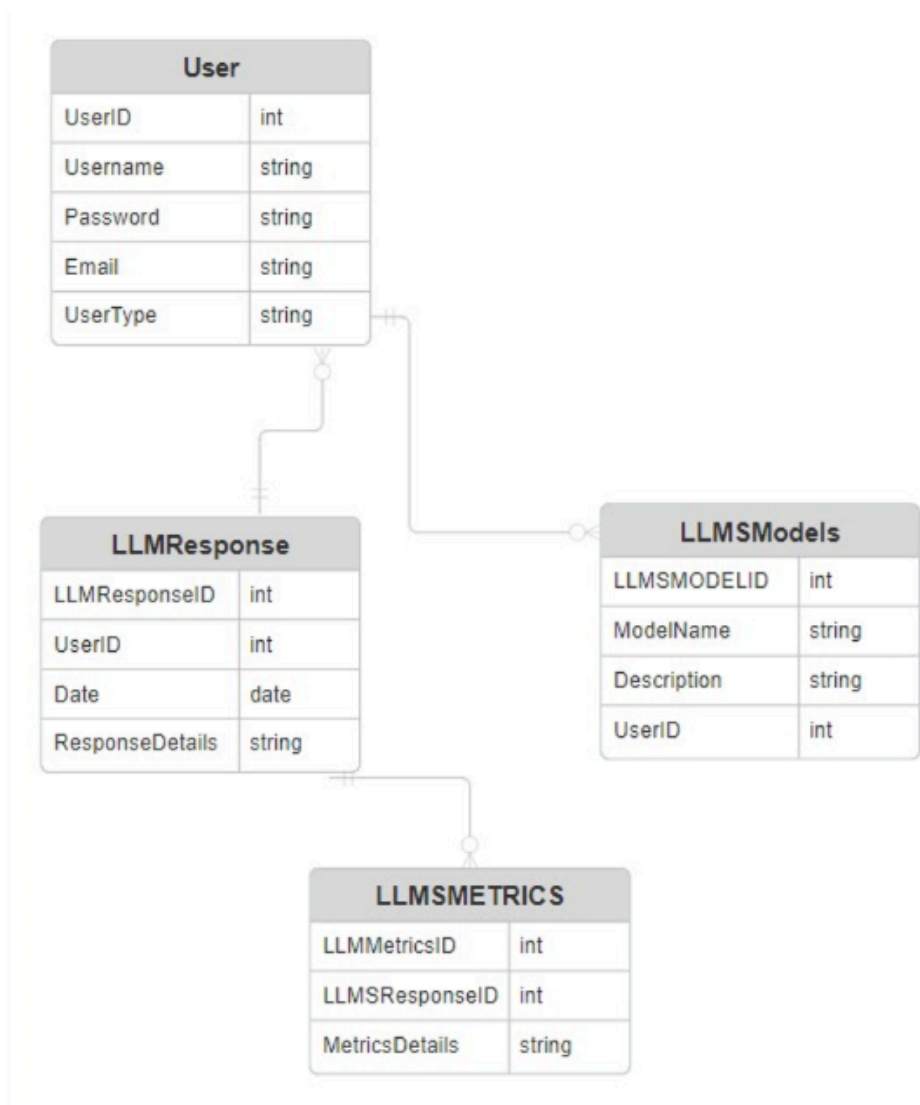 User
UserID int
Username string
Password string
Email string
UserType string
LLMResponse
LLMResponseID int
UserID int
Date date
ResponseDetails string
LLMSModels
LLMSMODELID int
ModelName string
Description string
UserID int
LLMSMETRICS
LLMMetricsID int
LLMSResponseID int
MetricsDetails string